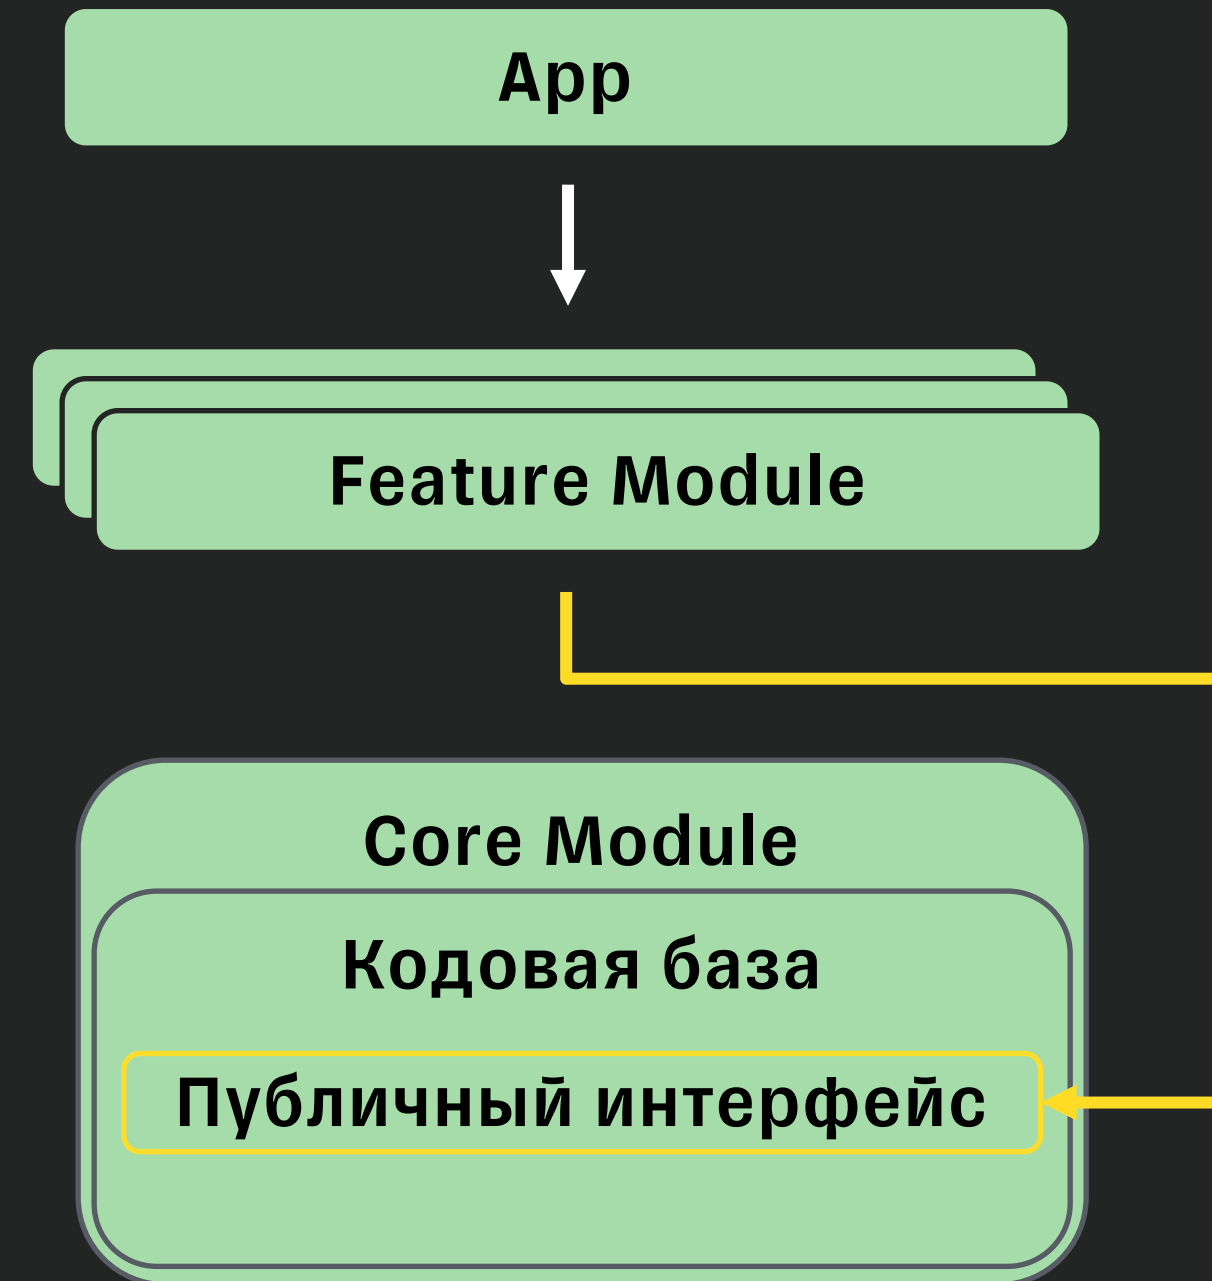 App
Feature Module
Core Module
Кодовая база
Публичный интерфейс